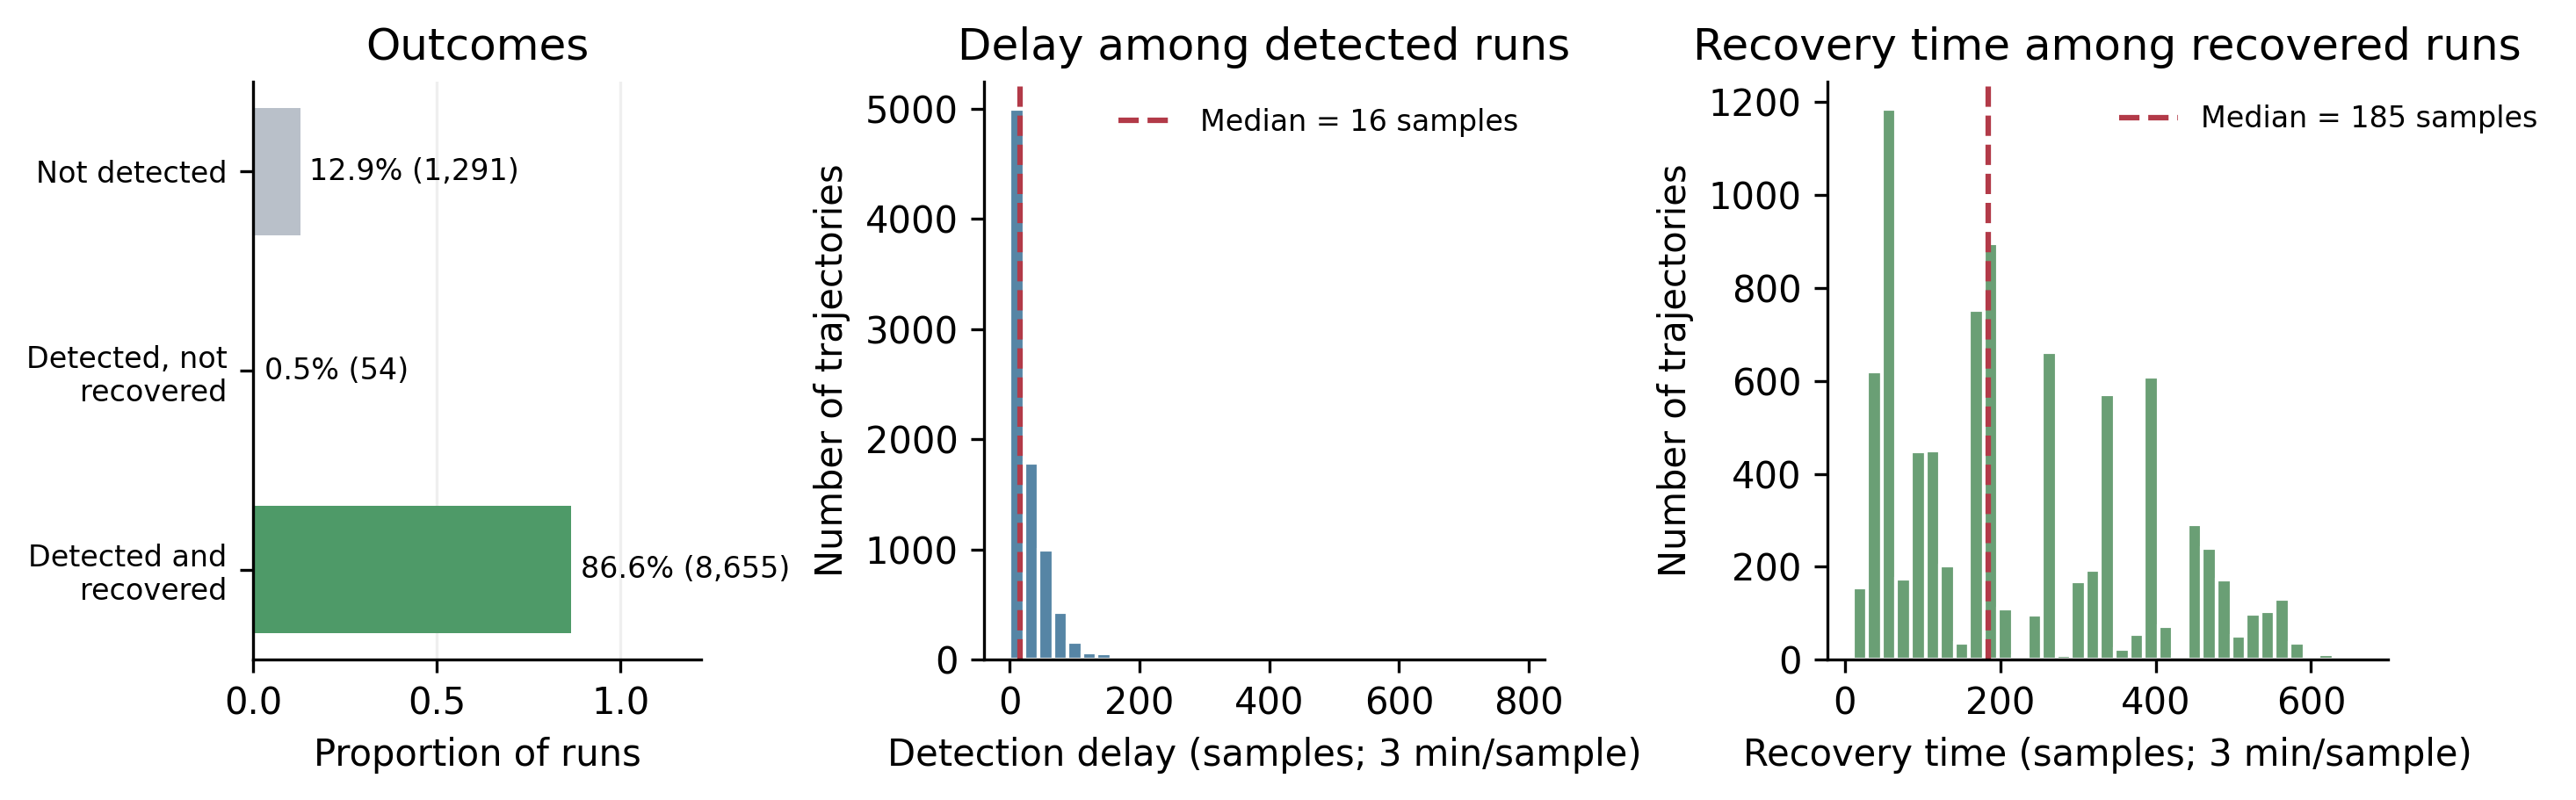 Outcomes
Not detected
12.9% (1,291)
Detected, not
recovered
0.5% (54)
Detected and
recovered
86.6% (8,655)
0.0
0.5
1.0
Proportion of runs
Delay among detected runs
Median = 16 samples
Number of trajectories
5000
4000
3000
2000
1000
0
0
200
400
600
800
Detection delay (samples; 3 min/sample)
Recovery time among recovered runs
Median = 185 samples
Number of trajectories
1200
1000
800
600
400
200
0
0
200
400
600
Recovery time (samples; 3 min/sample)